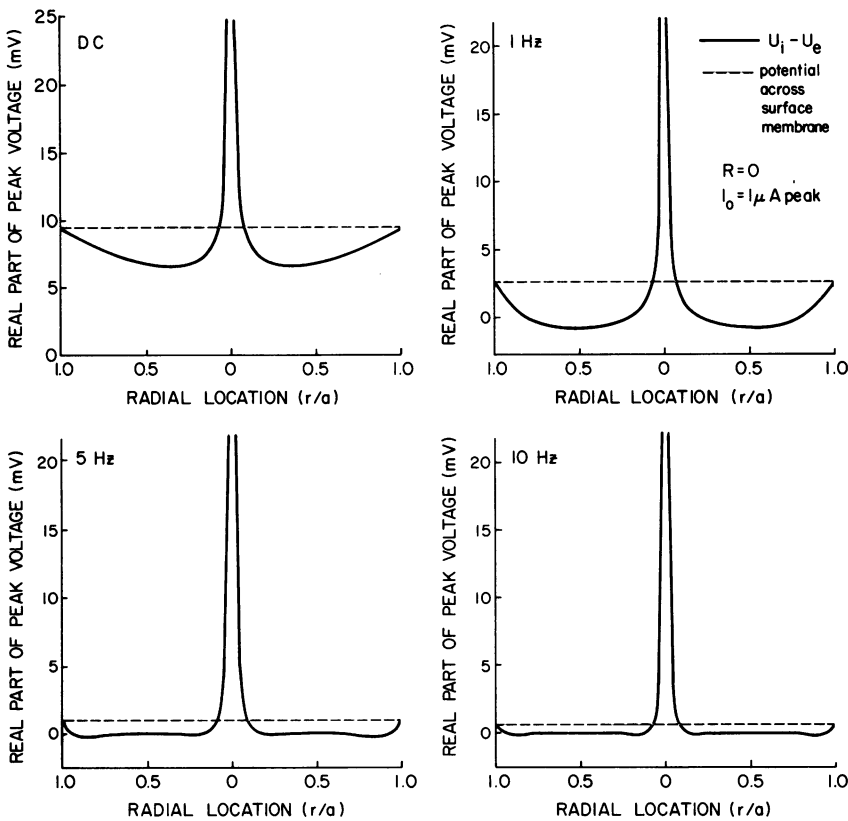 DC
REAL PART OF PEAK VOLTAGE (mV)
25
20
15
10
5
0
1.0 0.5 0 0.5 1.0
RADIAL LOCATION (r/a)
1 Hz
REAL PART OF PEAK VOLTAGE (mV)
20
15
10
5
0
1.0 0.5 0 0.5 1.0
RADIAL LOCATION (r/a)
Ui – Ue
potential
across
surface
membrane
R = 0
Io = 1μA peak
5 Hz
REAL PART OF PEAK VOLTAGE (mV)
20
15
10
5
0
1.0 0.5 0 0.5 1.0
RADIAL LOCATION (r/a)
10 Hz
REAL PART OF PEAK VOLTAGE (mV)
20
15
10
5
0
1.0 0.5 0 0.5 1.0
RADIAL LOCATION (r/a)